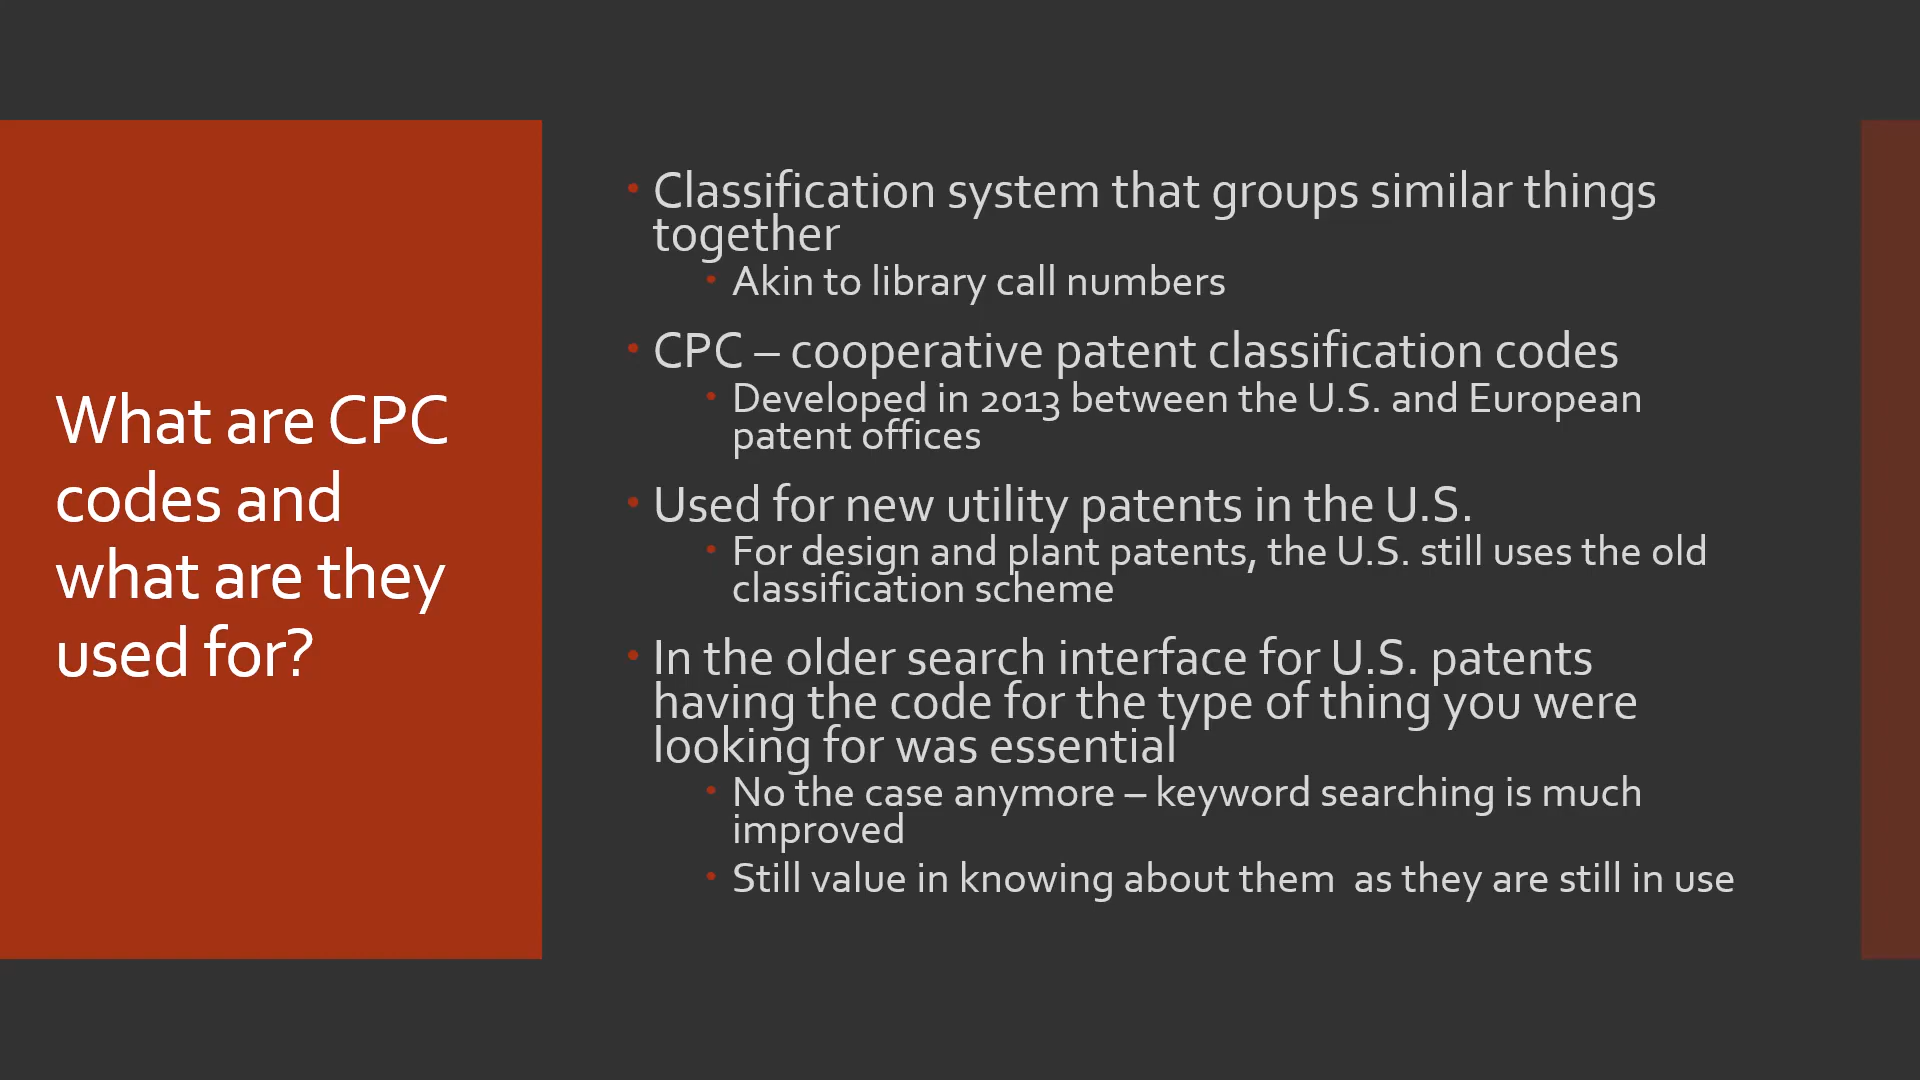 What are CPC
codes and
what are they
used for?
• Classification system that groups similar things
together
• Akin to library call numbers
• CPC – cooperative patent classification codes
• Developed in 2013 between the U.S. and European
patent offices
• Used for new utility patents in the U.S.
• For design and plant patents, the U.S. still uses the old
classification scheme
• In the older search interface for U.S. patents
having the code for the type of thing you were
looking for was essential
• No the case anymore – keyword searching is much
improved
• Still value in knowing about them  as they are still in use